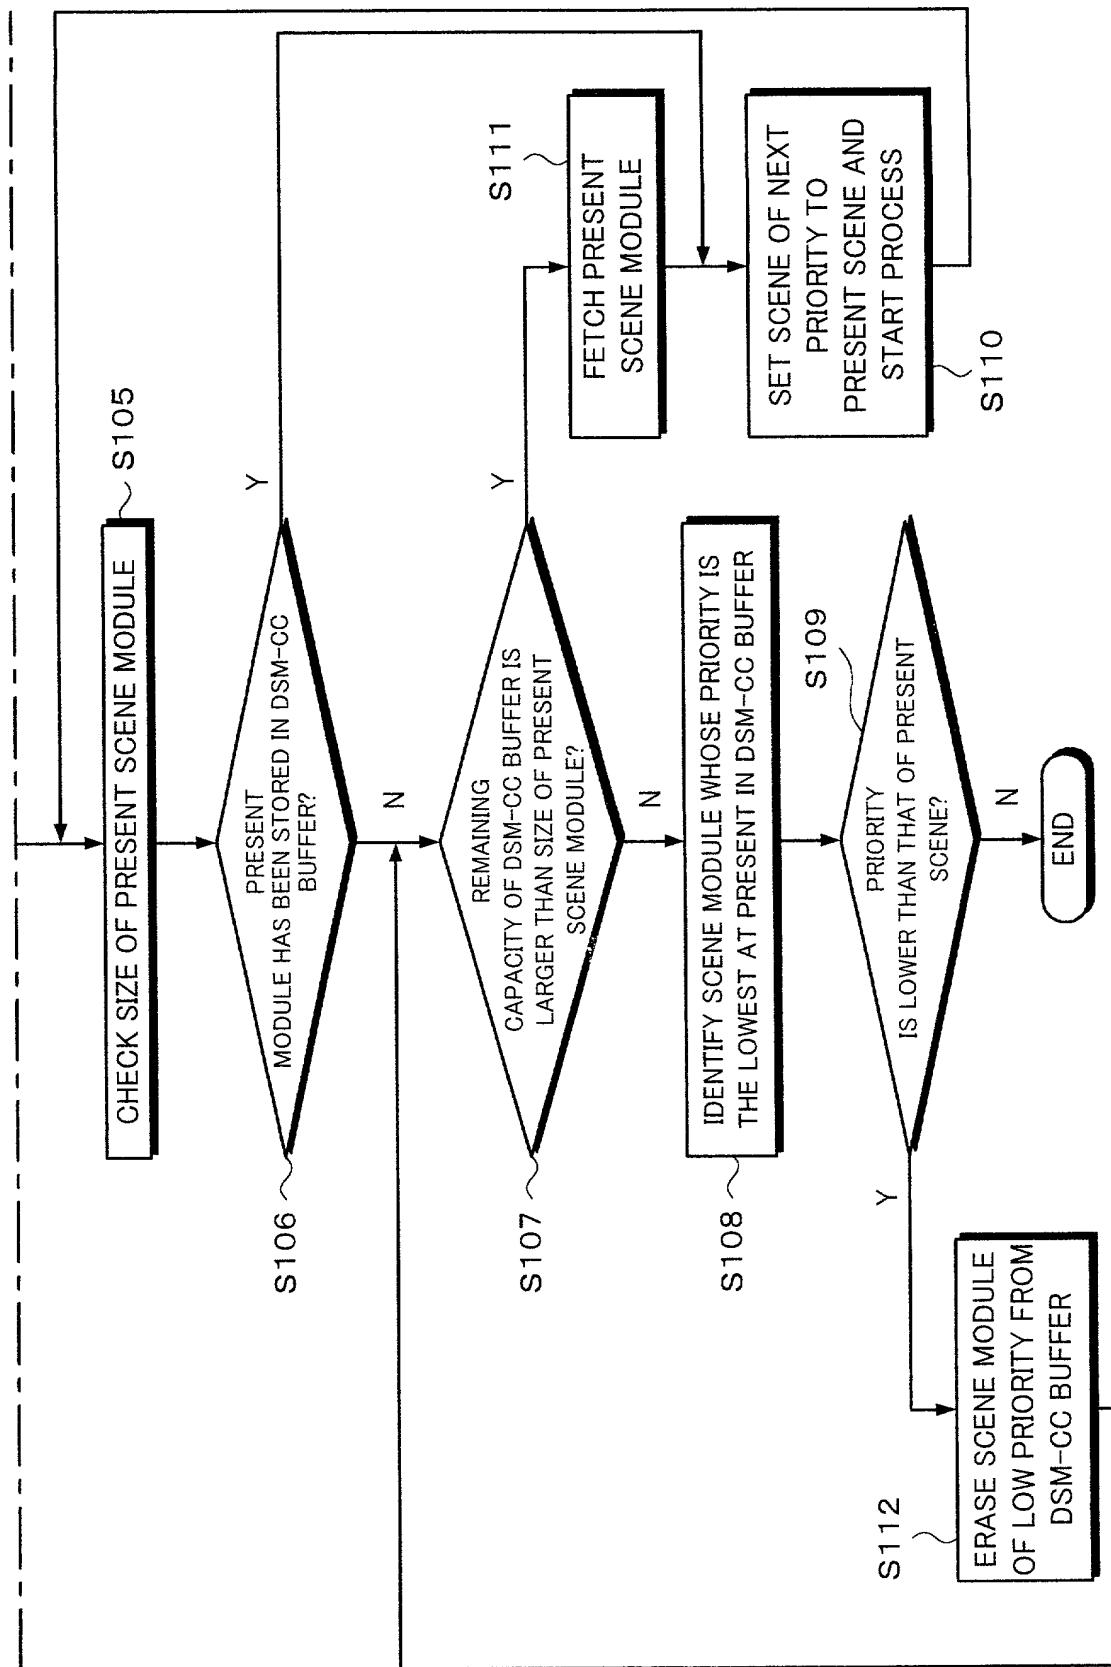 CHECK SIZE OF PRESENT SCENE MODULE
S105
PRESENT
MODULE HAS BEEN STORED IN DSM-CC
BUFFER?
S106
Y
N
REMAINING
CAPACITY OF DSM-CC BUFFER IS
LARGER THAN SIZE OF PRESENT
SCENE MODULE?
S107
Y
N
FETCH PRESENT
SCENE MODULE
S111
SET SCENE OF NEXT
PRIORITY TO
PRESENT SCENE AND
START PROCESS
S110
IDENTIFY SCENE MODULE WHOSE PRIORITY IS
THE LOWEST AT PRESENT IN DSM-CC BUFFER
S108
PRIORITY
IS LOWER THAN THAT OF PRESENT
SCENE?
S109
Y
N
ERASE SCENE MODULE
OF LOW PRIORITY FROM
DSM-CC BUFFER
S112
END